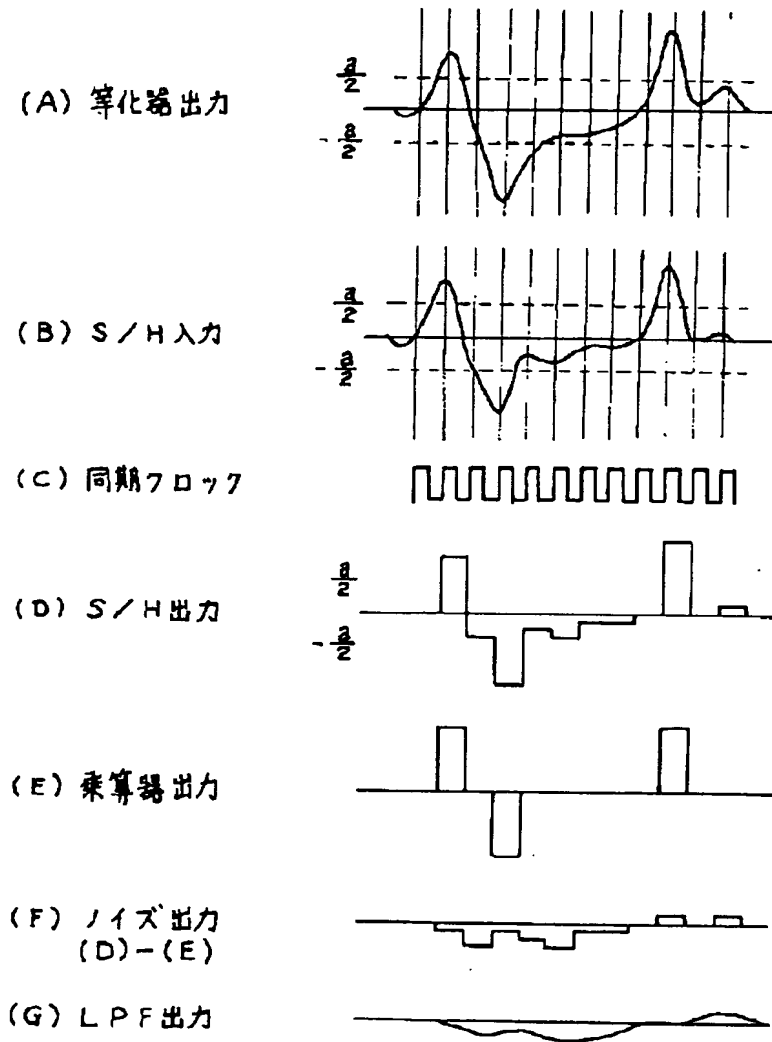 a/2
(A) 等化器出力
-a/2
a/2
(B) S/H入力
-a/2
(C) 同期クロック
a/2
(D) S/H出力
-a/2
(E) 乗算器出力
(F) ノイズ出力
(D)-(E)
(G) LPF出力